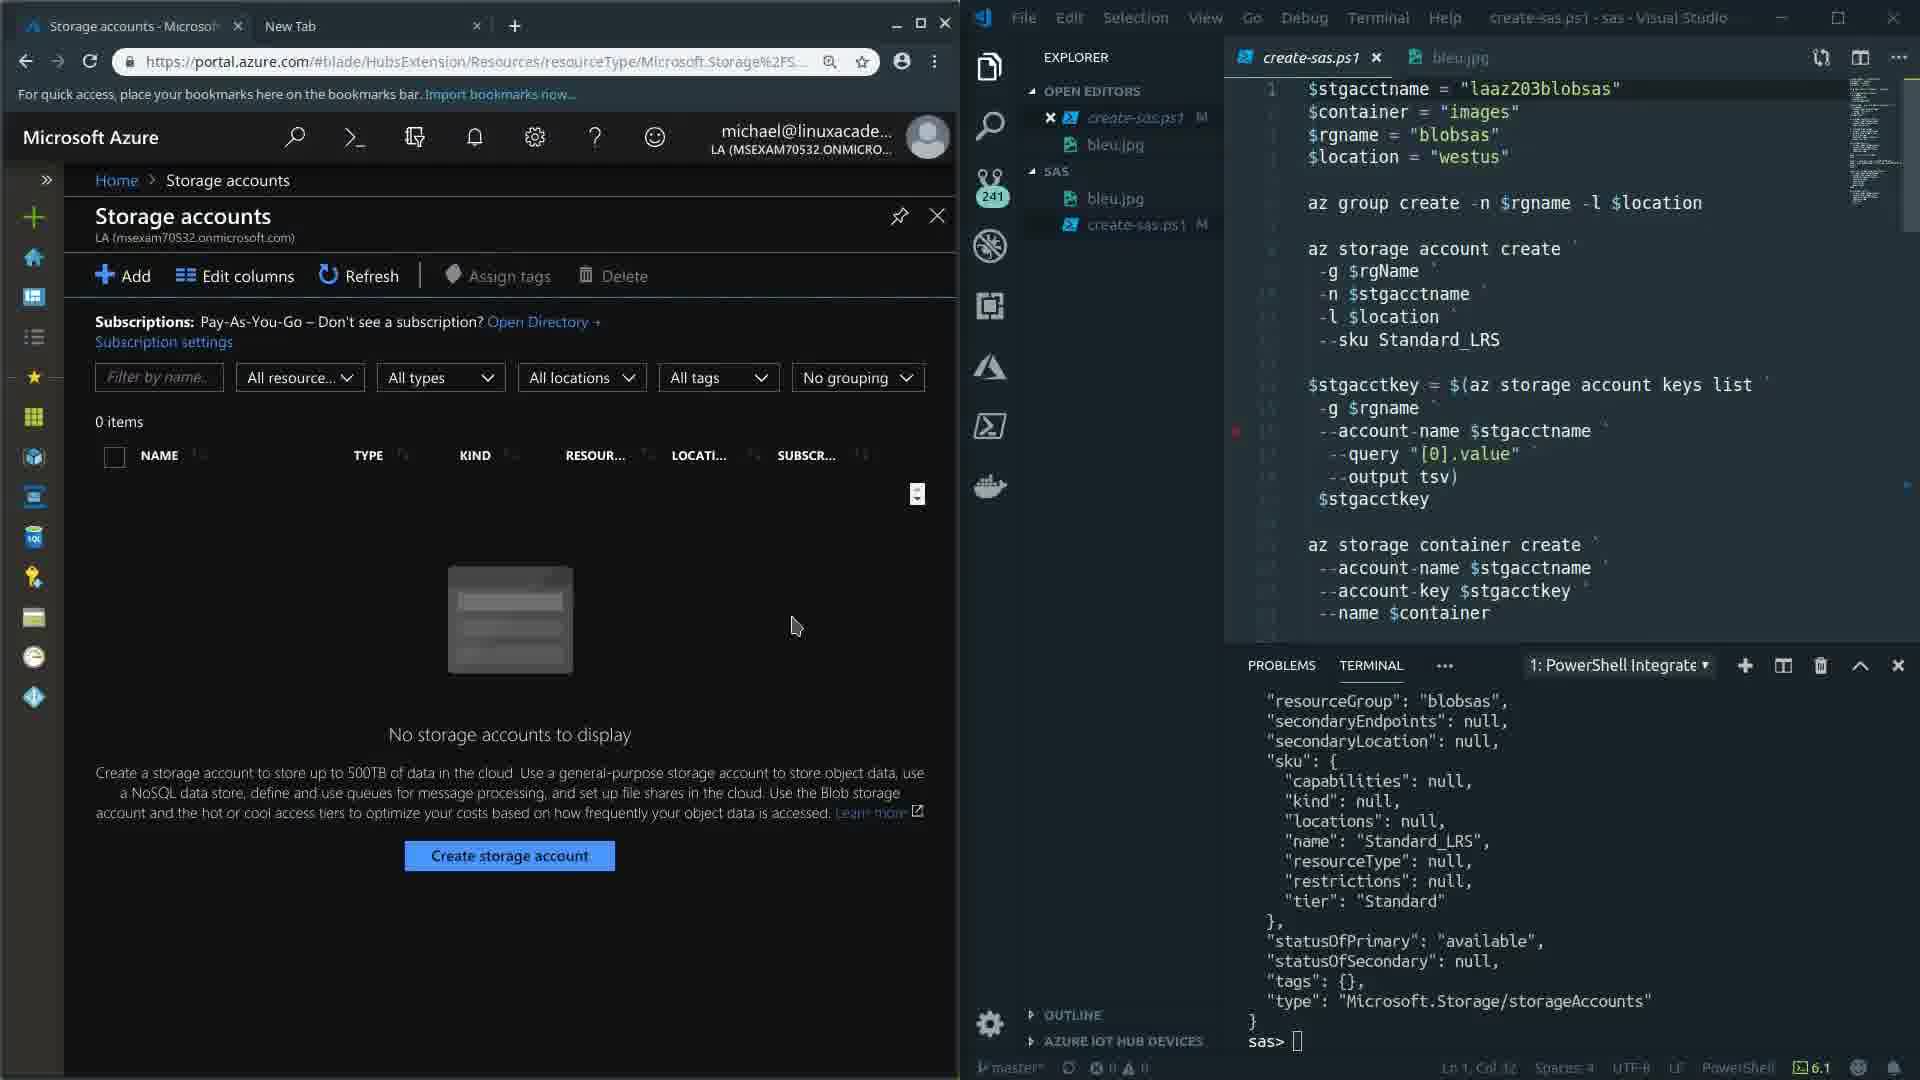 Storage accounts - Microsof
New Tab
https://portal.azure.com/#blade/HubsExtension/Resources/resourceType/Microsoft.Storage%2FS...
For quick access, place your bookmarks here on the bookmarks bar. Import bookmarks now...
Microsoft Azure
michael@linuxacade...
LA (MSEXAM70532.ONMICRO...
Home > Storage accounts
Storage accounts
LA (msexam70532.onmicrosoft.com)
Add
Edit columns
Refresh
Assign tags
Delete
Subscriptions: Pay-As-You-Go – Don't see a subscription? Open Directory
Subscription settings
Filter by name...
All resource...
All types
All locations
All tags
No grouping
0 items
NAME
TYPE
KIND
RESOUR...
LOCATI...
SUBSCR...
No storage accounts to display
Create a storage account to store up to 500TB of data in the cloud. Use a general-purpose storage account to store object data, use
a NoSQL data store, define and use queues for message processing, and set up file shares in the cloud. Use the Blob storage
account and the hot or cool access tiers to optimize your costs based on how frequently your object data is accessed. Learn more
Create storage account
File Edit Selection View Go Debug Terminal Help
create-sas.ps1 - sas - Visual Studio
EXPLORER
OPEN EDITORS
create-sas.ps1 M
bleu.jpg
SAS
bleu.jpg
create-sas.ps1 M
241
OUTLINE
AZURE IOT HUB DEVICES
create-sas.ps1
bleu.jpg
1
$stgacctname = "laaz203blobsas"
$container = "images"
$rgname = "blobsas"
$location = "westus"
az group create -n $rgname -l $location
az storage account create `
-g $rgName `
-n $stgacctname `
-l $location `
--sku Standard_LRS
$stgacctkey = $(az storage account keys list `
-g $rgname `
--account-name $stgacctname `
--query "[0].value" `
--output tsv)
$stgacctkey
az storage container create `
--account-name $stgacctname `
--account-key $stgacctkey `
--name $container
PROBLEMS
TERMINAL
1: PowerShell Integrate
"resourceGroup": "blobsas",
"secondaryEndpoints": null,
"secondaryLocation": null,
"sku": {
"capabilities": null,
"kind": null,
"locations": null,
"name": "Standard_LRS",
"resourceType": null,
"restrictions": null,
"tier": "Standard"
},
"statusOfPrimary": "available",
"statusOfSecondary": null,
"tags": {},
"type": "Microsoft.Storage/storageAccounts"
}
sas>
master*
0
0
Ln 1, Col 32
Spaces: 4
UTF-8
LF
PowerShell
6.1